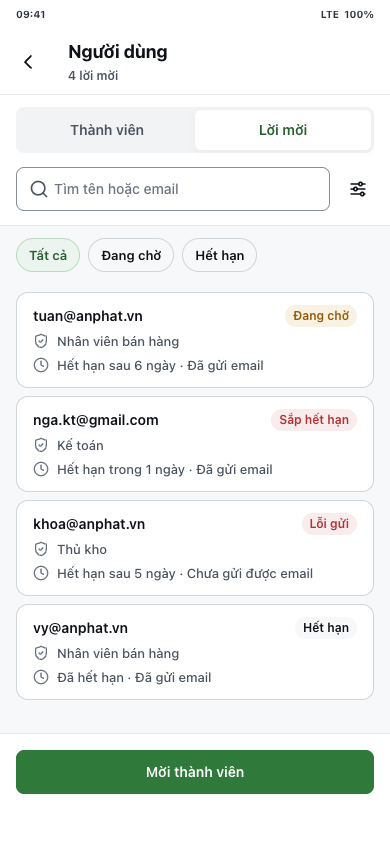 09:41
LTE 100%
Người dùng
4 lời mời
Thành viên
Lời mời
Tìm tên hoặc email
Tất cả
Đang chờ
Hết hạn
tuan@anphat.vn
Đang chờ
Nhân viên bán hàng
Hết hạn sau 6 ngày · Đã gửi email
nga.kt@gmail.com
Sắp hết hạn
Kế toán
Hết hạn trong 1 ngày · Đã gửi email
khoa@anphat.vn
Lỗi gửi
Thủ kho
Hết hạn sau 5 ngày · Chưa gửi được email
vy@anphat.vn
Hết hạn
Nhân viên bán hàng
Đã hết hạn · Đã gửi email
Mời thành viên